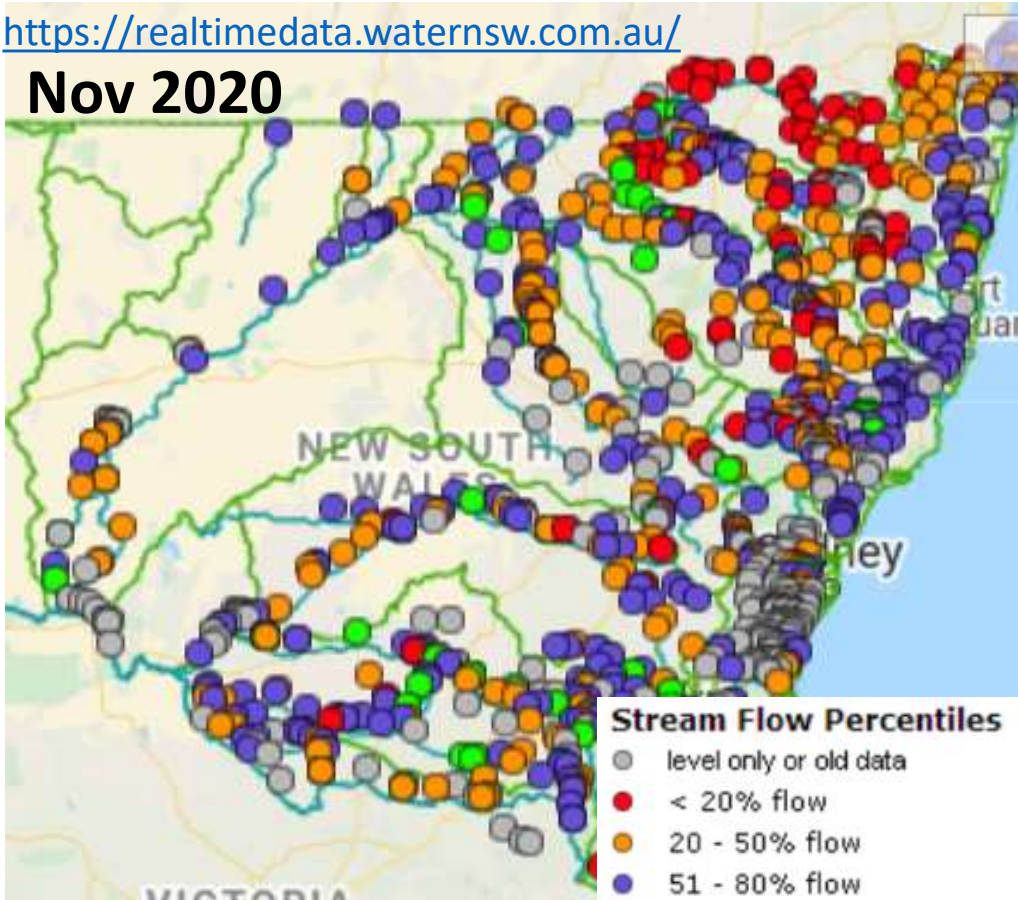 https://realtimedata.waternsw.com.au/
Nov 2020
NEW SOUTH
WALES
Stream Flow Percentiles
level only or old data
< 20% flow
20 - 50% flow
51 - 80% flow
VICTORIA